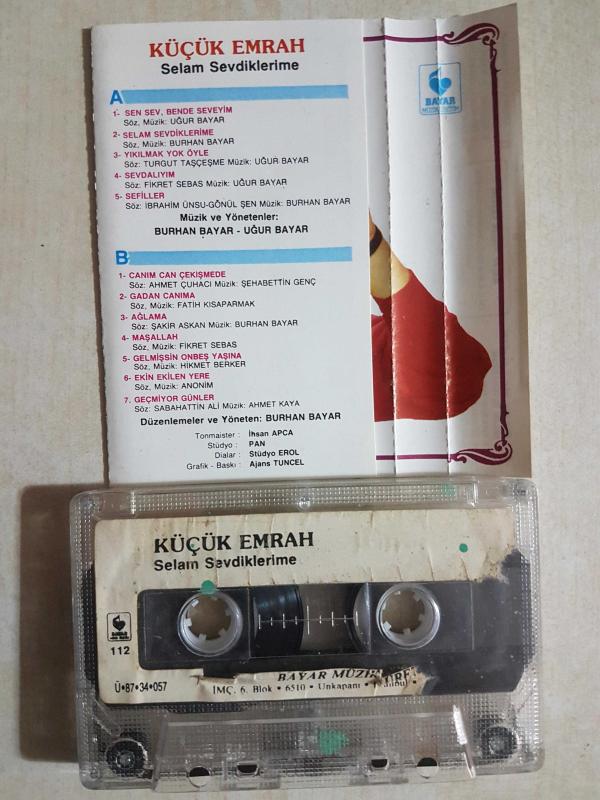 KÜÇÜK EMRAH
Selam Sevdiklerime
A
1- SEN SEV, BENDE SEVEYİM
Söz, Müzik: UĞUR BAYAR
2- SELAM SEVDİKLERİME
Söz, Müzik: BURHAN BAYAR
3- YIKILMAK YOK ÖYLE
Söz: TURGUT TAŞÇEŞME Müzik: UĞUR BAYAR
4- SEVDALIYIM
Söz: FİKRET SEBAS Müzik: UĞUR BAYAR
5- SEFİLLER
Söz: İBRAHİM ÜNSU-GÖNÜL ŞEN Müzik: BURHAN BAYAR
Müzik ve Yönetenler:
BURHAN BAYAR - UĞUR BAYAR
B
1- CANIM CAN ÇEKİŞMEDE
Söz: AHMET ÇUHACI Müzik: ŞEHABETTİN GENÇ
2- GADAN CANIMA
Söz, Müzik: FATİH KISAPARMAK
3- AĞLAMA
Söz: ŞAKİR ASKAN Müzik: BURHAN BAYAR
4- MAŞALLAH
Söz, Müzik: FİKRET SEBAS
5- GELMİŞSİN ONBEŞ YAŞINA
Söz, Müzik: HİKMET BERKER
6- EKİN EKİLEN YERE
Söz, Müzik: ANONİM
7. GEÇMİYOR GÜNLER
Söz: SABAHATTİN ALİ Müzik: AHMET KAYA
Düzenlemeler ve Yöneten: BURHAN BAYAR
Tonmaister : İhsan APCA
Stüdyo : PAN
Dialar : Stüdyo EROL
Grafik - Baskı : Ajans TUNCEL
BAYAR
KÜÇÜK EMRAH
Selam Sevdiklerime
112
Ü•87•34•057
BAYAR MÜZİK
İMÇ. 6. Blok • 6510 • Unkapanı •